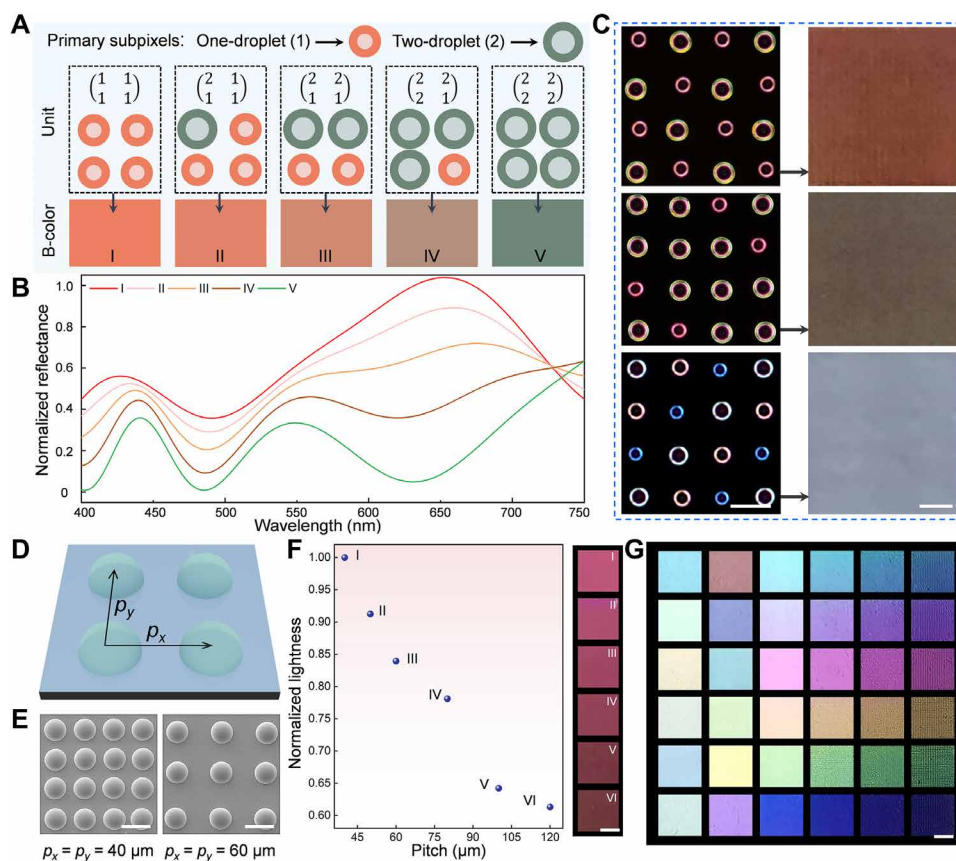 A
Primary subpixels: One-droplet (1) Two-droplet (2)
Unit
(1 1
1 1)
(2 1
1 1)
(2 2
1 1)
(2 2
2 1)
(2 2
2 2)
B-color
I II III IV V
B
I II III IV V
Normalized reflectance
1.0
0.8
0.6
0.4
0.2
0
400 450 500 550 600 650 700 750
Wavelength (nm)
C
D
p_y
p_x
E
p_x = p_y = 40 μm p_x = p_y = 60 μm
F
Normalized lightness
1.00
0.95
0.90
0.85
0.80
0.75
0.70
0.65
0.60
I
II
III
IV
V
VI
60 75 90 105 120
Pitch (μm)
I
II
III
IV
V
VI
G